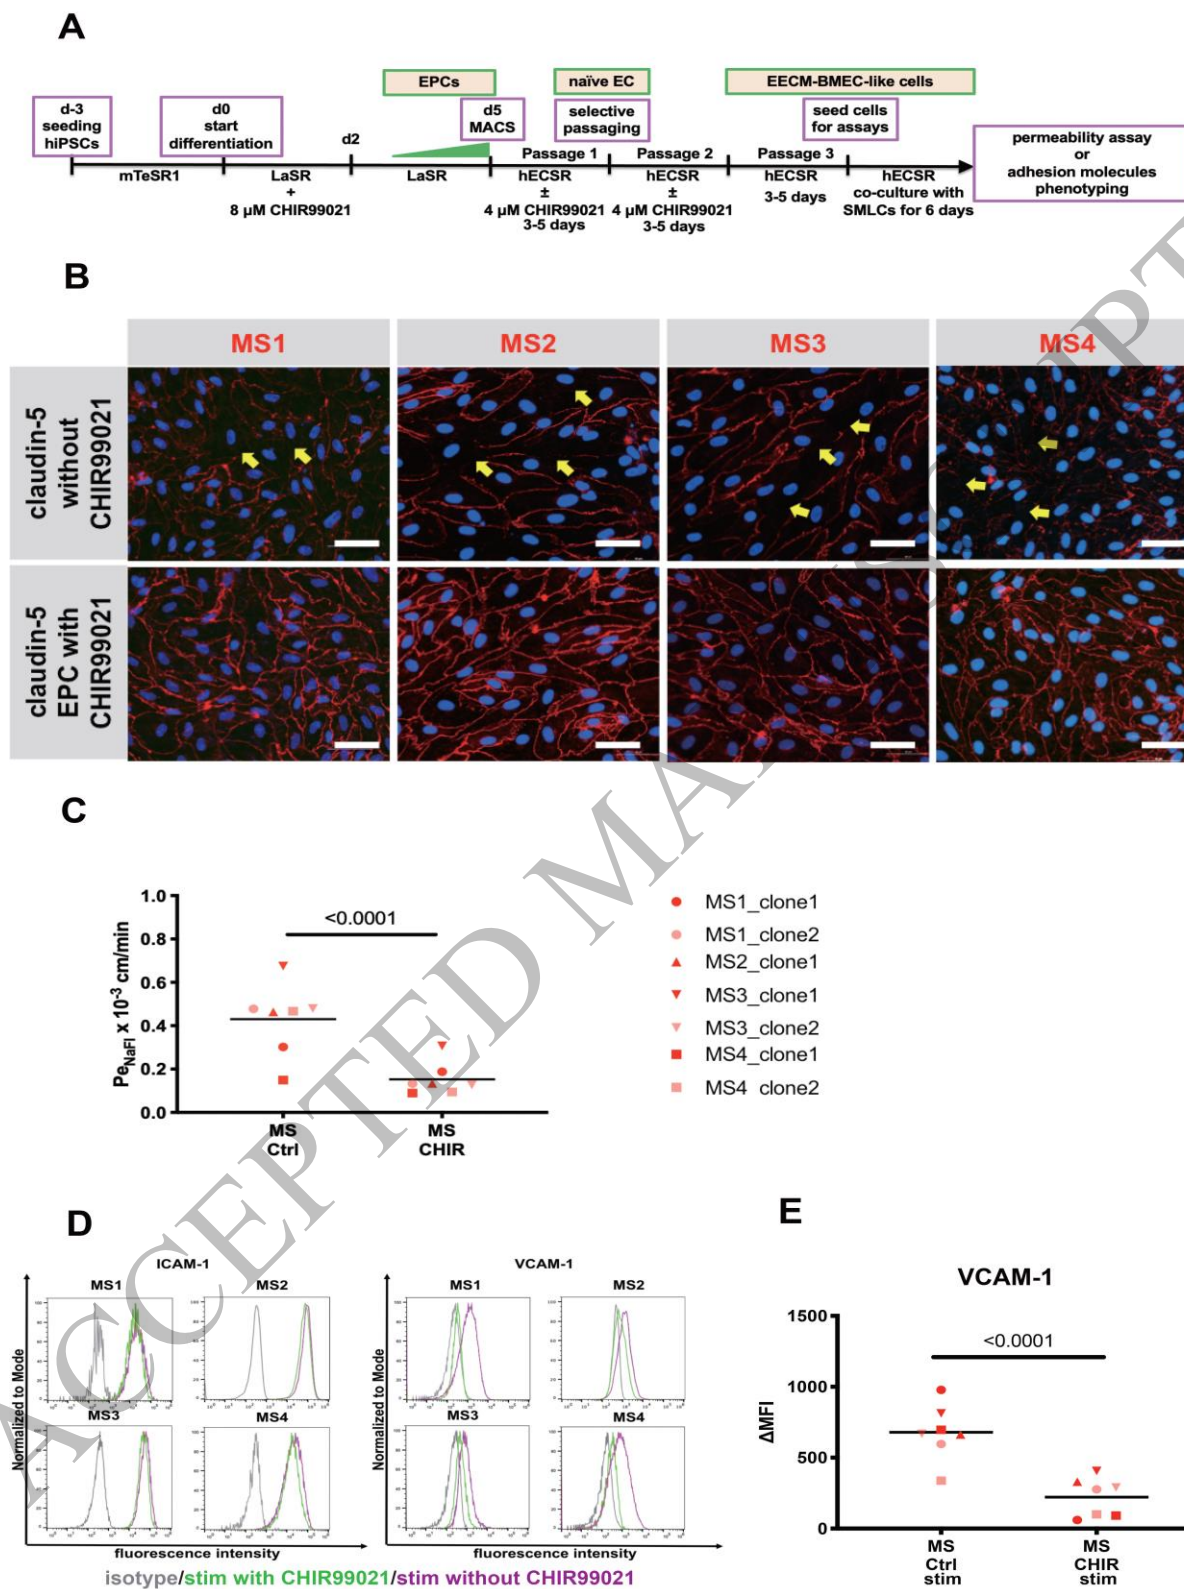 A
EPCs
naïve EC
EECM-BMEC-like cells
d-3
seeding
hiPSCs
d0
start
differentiation
d2
d5
MACS
selective
passaging
seed cells
for assays
permeability assay
or
adhesion molecules
phenotyping
Passage 1
Passage 2
Passage 3
mTeSR1
LaSR
+
8 µM CHIR99021
LaSR
hECSR
±
4 µM CHIR99021
3-5 days
hECSR
±
4 µM CHIR99021
3-5 days
hECSR
3-5 days
hECSR
co-culture with
SMLCs for 6 days
B
MS1
MS2
MS3
MS4
claudin-5
without
CHIR99021
claudin-5
EPC with
CHIR99021
C
PeNaFl x 10-3 cm/min
1.0
0.8
0.6
0.4
0.2
0.0
<0.0001
MS
Ctrl
MS
CHIR
MS1_clone1
MS1_clone2
MS2_clone1
MS3_clone1
MS3_clone2
MS4_clone1
MS4 clone2
D
ICAM-1
MS1
MS2
MS3
MS4
Normalized to Mode
fluorescence intensity
VCAM-1
MS1
MS2
MS3
MS4
Normalized to Mode
fluorescence intensity
isotype/stim with CHIR99021/stim without CHIR99021
E
VCAM-1
ΔMFI
1500
1000
500
0
<0.0001
MS
Ctrl
stim
MS
CHIR
stim
ACCEPTED MANUSCRIPT